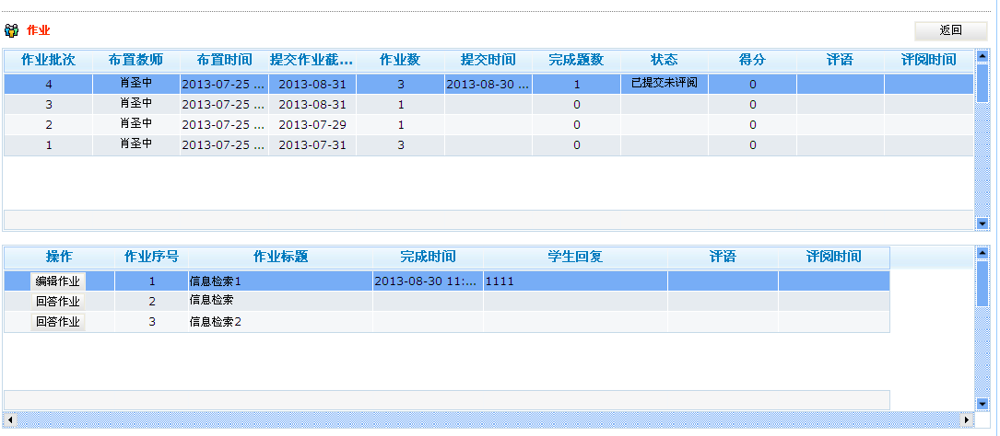 作业
返回
作业批次 布置教师 布置时间 提交作业截... 作业数 提交时间 完成题数 状态 得分 评语 评阅时间
4 肖圣中 2013-07-25 ... 2013-08-31 3 2013-08-30 ... 1 已提交未评阅 0
3 肖圣中 2013-07-25 ... 2013-08-31 1 0 0
2 肖圣中 2013-07-25 ... 2013-07-29 1 0 0
1 肖圣中 2013-07-25 ... 2013-07-31 3 0 0
操作 作业序号 作业标题 完成时间 学生回复 评语 评阅时间
编辑作业 1 信息检索1 2013-08-30 11:... 1111
回答作业 2 信息检索
回答作业 3 信息检索2